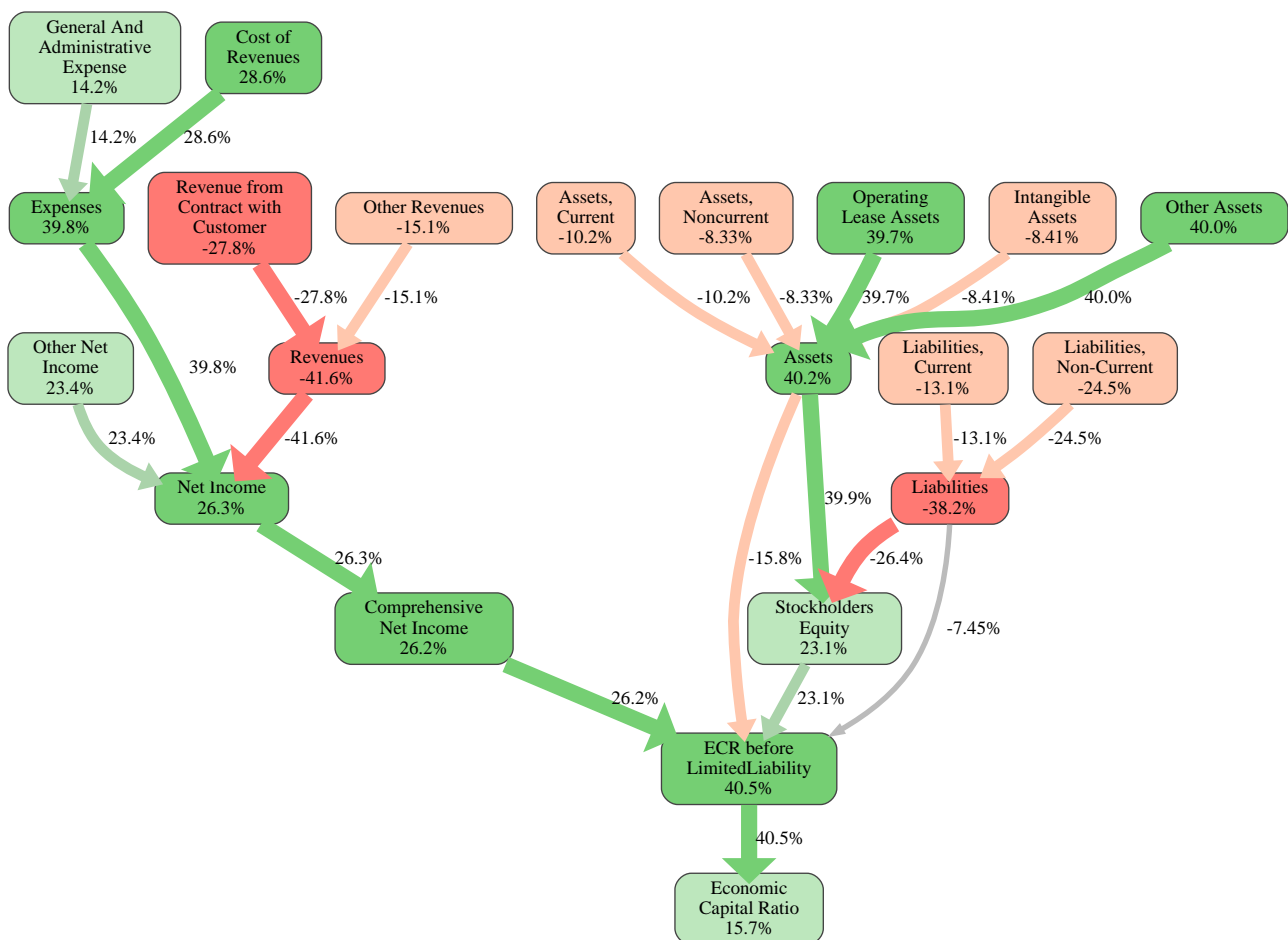 General And
Administrative
Expense
14.2%
Cost of
Revenues
28.6%
14.2%
28.6%
Expenses
39.8%
Revenue from
Contract with
Customer
-27.8%
Other Revenues
-15.1%
Assets,
Current
-10.2%
Assets,
Noncurrent
-8.33%
Operating
Lease Assets
39.7%
Intangible
Assets
-8.41%
Other Assets
40.0%
-27.8%
-15.1%
-10.2%
-8.33%
39.7%
-8.41%
40.0%
Other Net
Income
23.4%
39.8%
Revenues
-41.6%
Assets
40.2%
Liabilities,
Current
-13.1%
Liabilities,
Non-Current
-24.5%
23.4%
-41.6%
-13.1%
-24.5%
Net Income
26.3%
39.9%
Liabilities
-38.2%
26.3%
-15.8%
-26.4%
Comprehensive
Net Income
26.2%
Stockholders
Equity
23.1%
-7.45%
26.2%
23.1%
ECR before
LimitedLiability
40.5%
40.5%
Economic
Capital Ratio
15.7%